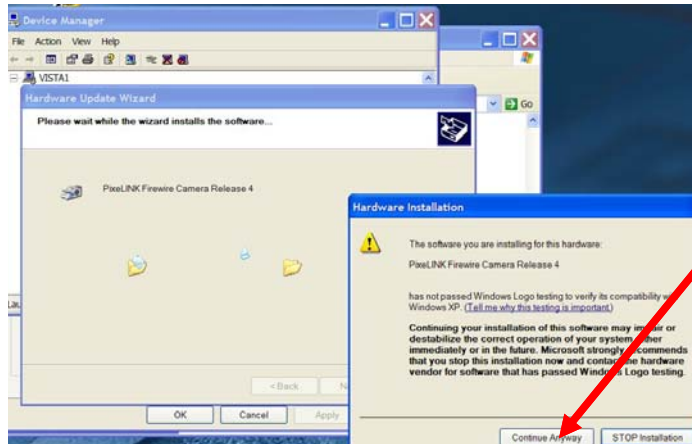 Device Manager
File Action View Help
VISTA1
Go
Hardware Update Wizard
Please wait while the wizard installs the software...
PixeLINK Firewire Camera Release 4
< Back
OK Cancel Apply
Hardware Installation
The software you are installing for this hardware:
PixeLINK Firewire Camera Release 4
has not passed Windows Logo testing to verify its compatibility
Windows XP. (Tell me why this testing is important.)
Continuing your installation of this software may impair or
destabilize the correct operation of your system either
immediately or in the future. Microsoft strongly recommends
that you stop this installation now and contact the hardware
vendor for software that has passed Windows Logo testing.
Continue Anyway STOP Installation